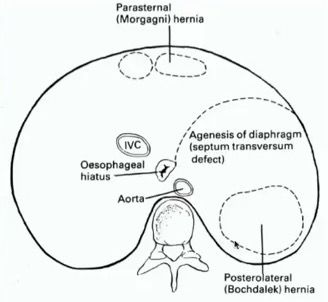 Parasternal
(Morgagni) hernia
IVC
Agenesis of diaphragm
(septum transversum
defect)
Oesophageal
hiatus
Aorta
Posterolateral
(Bochdalek) hernia